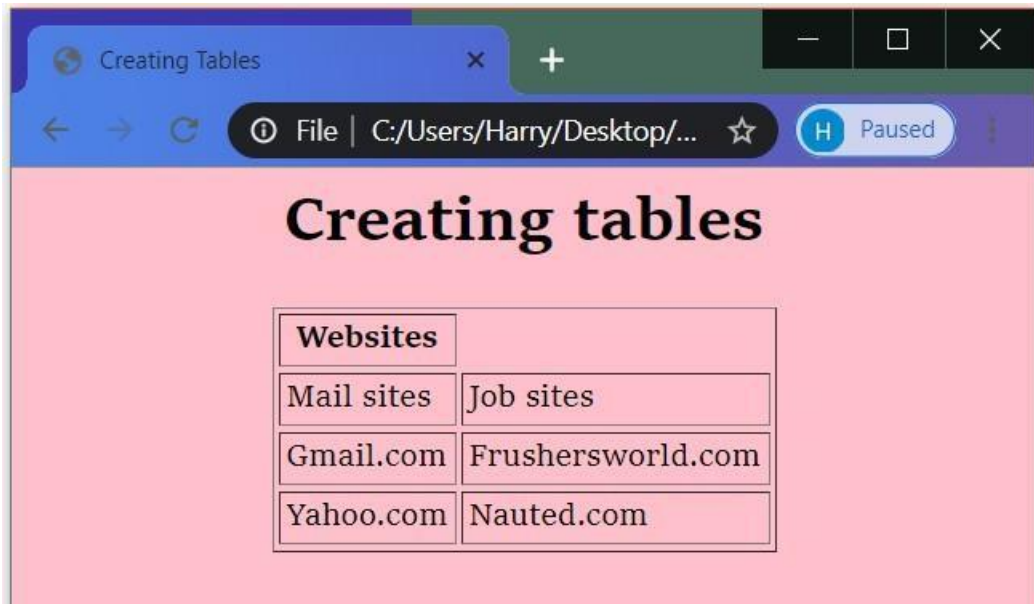 Creating Tables
File | C:/Users/Harry/Desktop/...
H Paused
Creating tables
Websites
Mail sites Job sites
Gmail.com Frushersworld.com
Yahoo.com Nauted.com